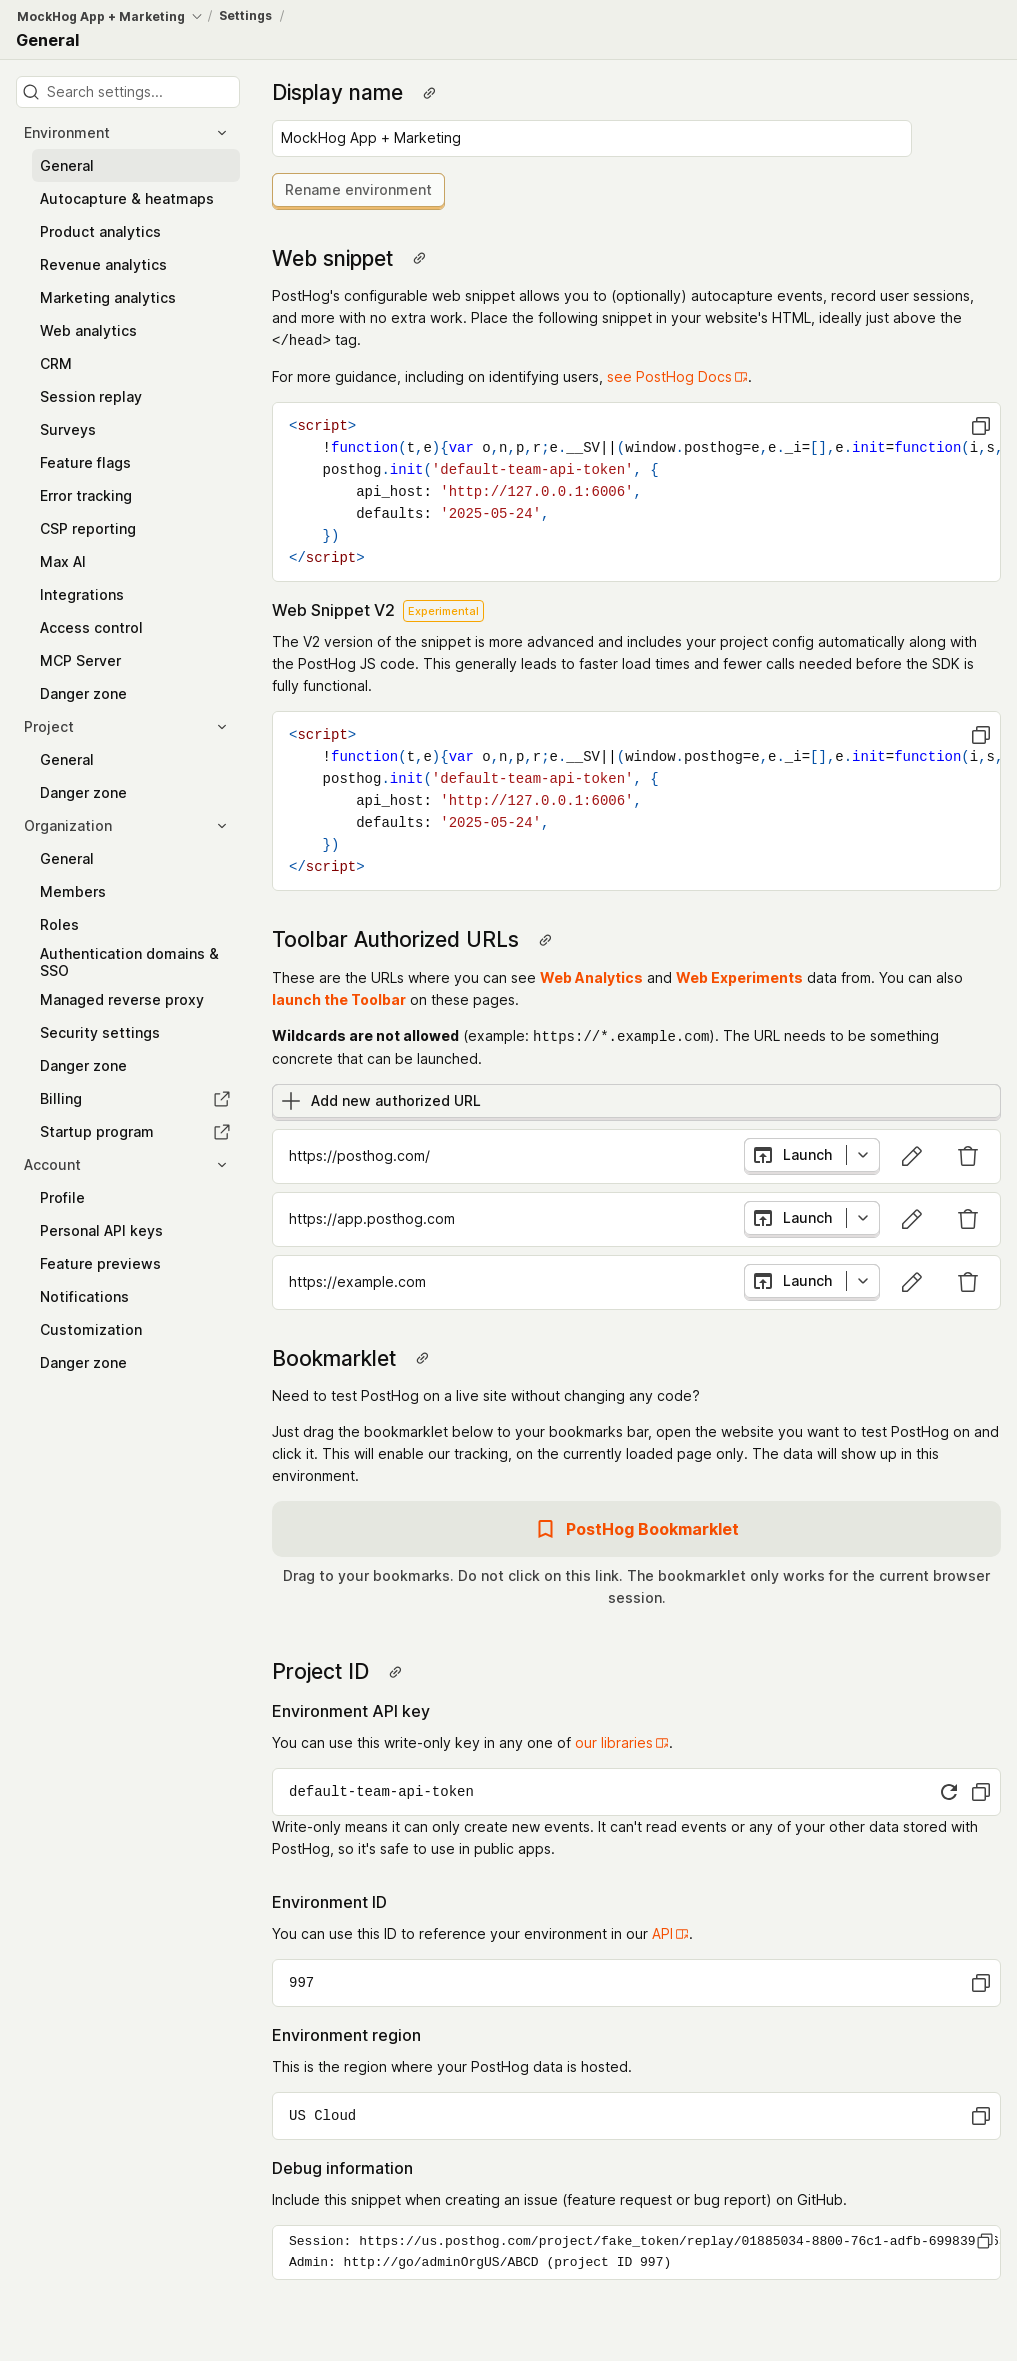 MockHog App + Marketing / Settings /
General
Search settings...
Environment
General
Autocapture & heatmaps
Product analytics
Revenue analytics
Marketing analytics
Web analytics
CRM
Session replay
Surveys
Feature flags
Error tracking
CSP reporting
Max AI
Integrations
Access control
MCP Server
Danger zone
Project
General
Danger zone
Organization
General
Members
Roles
Authentication domains &
SSO
Managed reverse proxy
Security settings
Danger zone
Billing
Startup program
Account
Profile
Personal API keys
Feature previews
Notifications
Customization
Danger zone
Display name
MockHog App + Marketing
Rename environment
Web snippet
PostHog's configurable web snippet allows you to (optionally) autocapture events, record user sessions,
and more with no extra work. Place the following snippet in your website's HTML, ideally just above the
</head> tag.
For more guidance, including on identifying users, see PostHog Docs.
<script>
!function(t,e){var o,n,p,r;e.__SV||(window.posthog=e,e._i=[],e.init=function(i,s,
posthog.init('default-team-api-token', {
api_host: 'http://127.0.0.1:6006',
defaults: '2025-05-24',
})
</script>
Web Snippet V2 Experimental
The V2 version of the snippet is more advanced and includes your project config automatically along with
the PostHog JS code. This generally leads to faster load times and fewer calls needed before the SDK is
fully functional.
<script>
!function(t,e){var o,n,p,r;e.__SV||(window.posthog=e,e._i=[],e.init=function(i,s,
posthog.init('default-team-api-token', {
api_host: 'http://127.0.0.1:6006',
defaults: '2025-05-24',
})
</script>
Toolbar Authorized URLs
These are the URLs where you can see Web Analytics and Web Experiments data from. You can also
launch the Toolbar on these pages.
Wildcards are not allowed (example: https://*.example.com). The URL needs to be something
concrete that can be launched.
Add new authorized URL
https://posthog.com/ Launch
https://app.posthog.com Launch
https://example.com Launch
Bookmarklet
Need to test PostHog on a live site without changing any code?
Just drag the bookmarklet below to your bookmarks bar, open the website you want to test PostHog on and
click it. This will enable our tracking, on the currently loaded page only. The data will show up in this
environment.
PostHog Bookmarklet
Drag to your bookmarks. Do not click on this link. The bookmarklet only works for the current browser
session.
Project ID
Environment API key
You can use this write-only key in any one of our libraries.
default-team-api-token
Write-only means it can only create new events. It can't read events or any of your other data stored with
PostHog, so it's safe to use in public apps.
Environment ID
You can use this ID to reference your environment in our API.
997
Environment region
This is the region where your PostHog data is hosted.
US Cloud
Debug information
Include this snippet when creating an issue (feature request or bug report) on GitHub.
Session: https://us.posthog.com/project/fake_token/replay/01885034-8800-76c1-adfb-699839
Admin: http://go/adminOrgUS/ABCD (project ID 997)